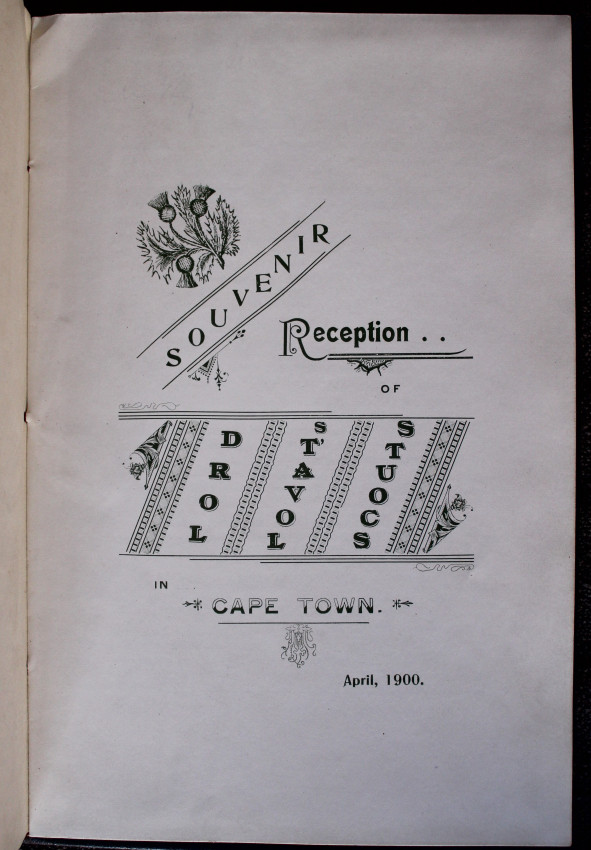 SOUVENIR
Reception . .
OF
LORD
LOVAT'S
SCOUTS
IN
CAPE TOWN.
April, 1900.